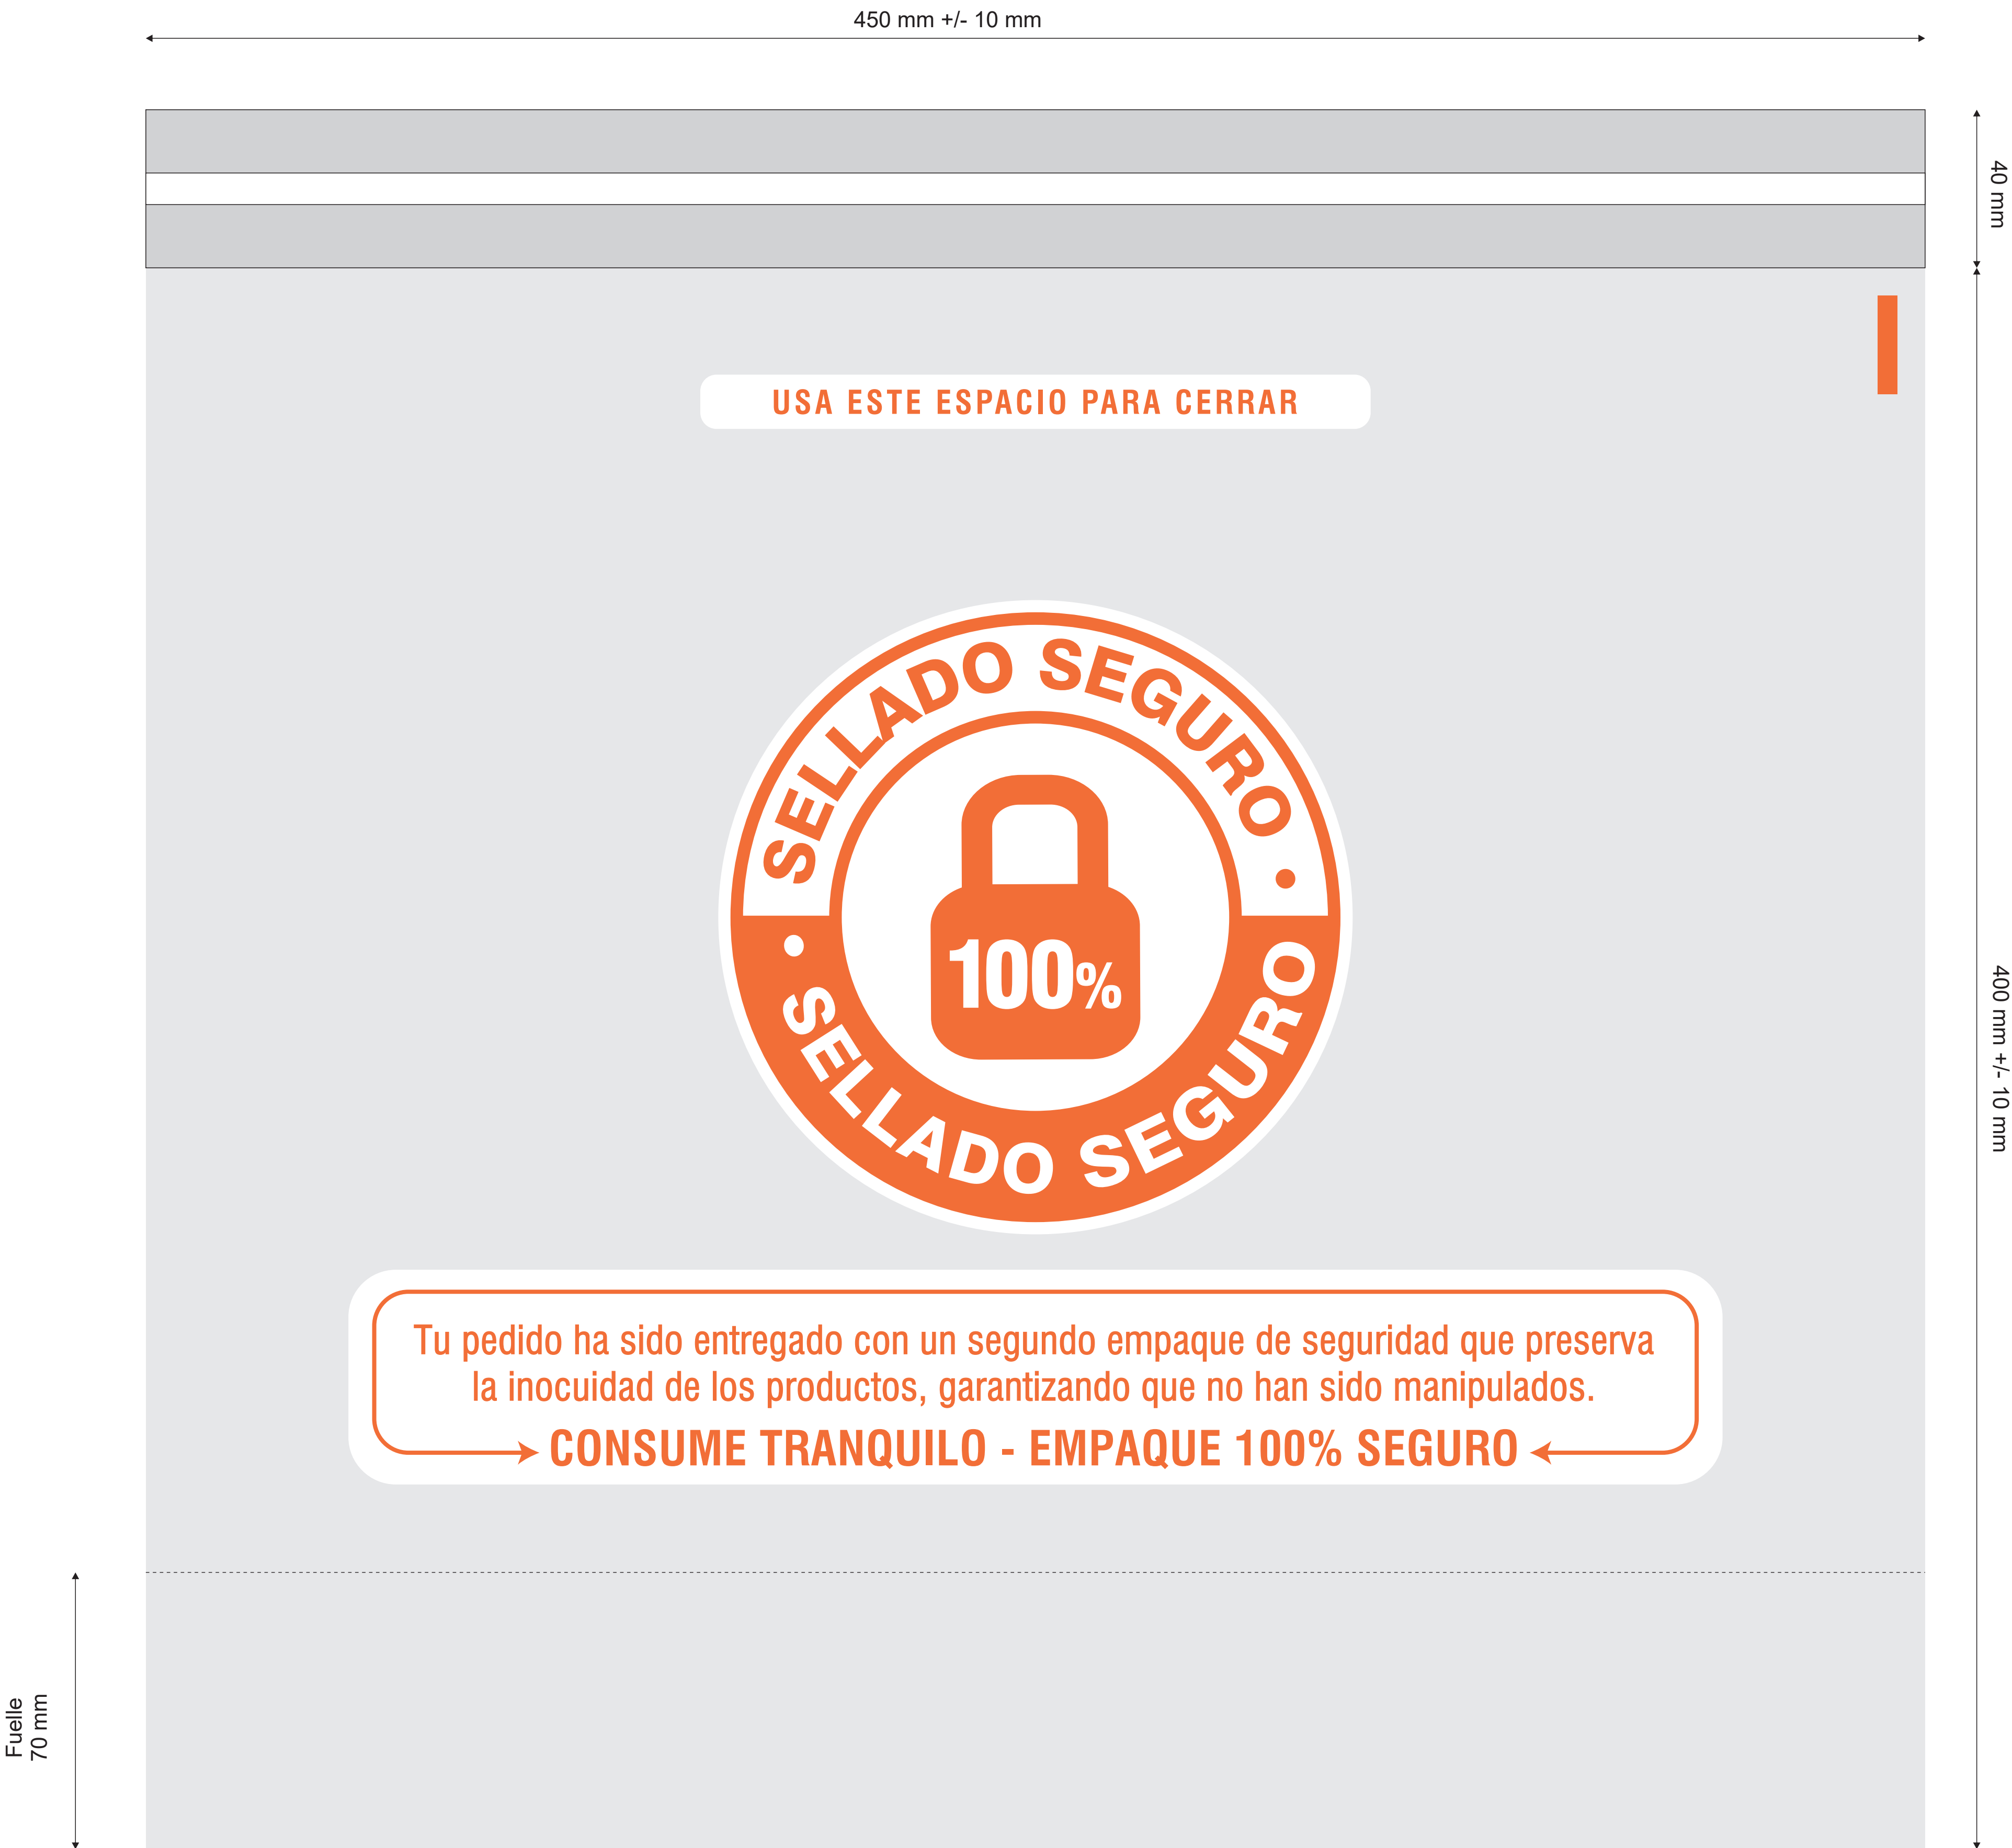 450 mm +/- 10 mm
40 mm
USA ESTE ESPACIO PARA CERRAR
SELLADO SEGURO •
100%
• SELLADO SEGURO
400 mm +/- 10 mm
Tu pedido ha sido entregado con un segundo empaque de seguridad que preserva
la inocuidad de los productos, garantizando que no han sido manipulados.
CONSUME TRANQUILO - EMPAQUE 100% SEGURO
Fuelle
70 mm